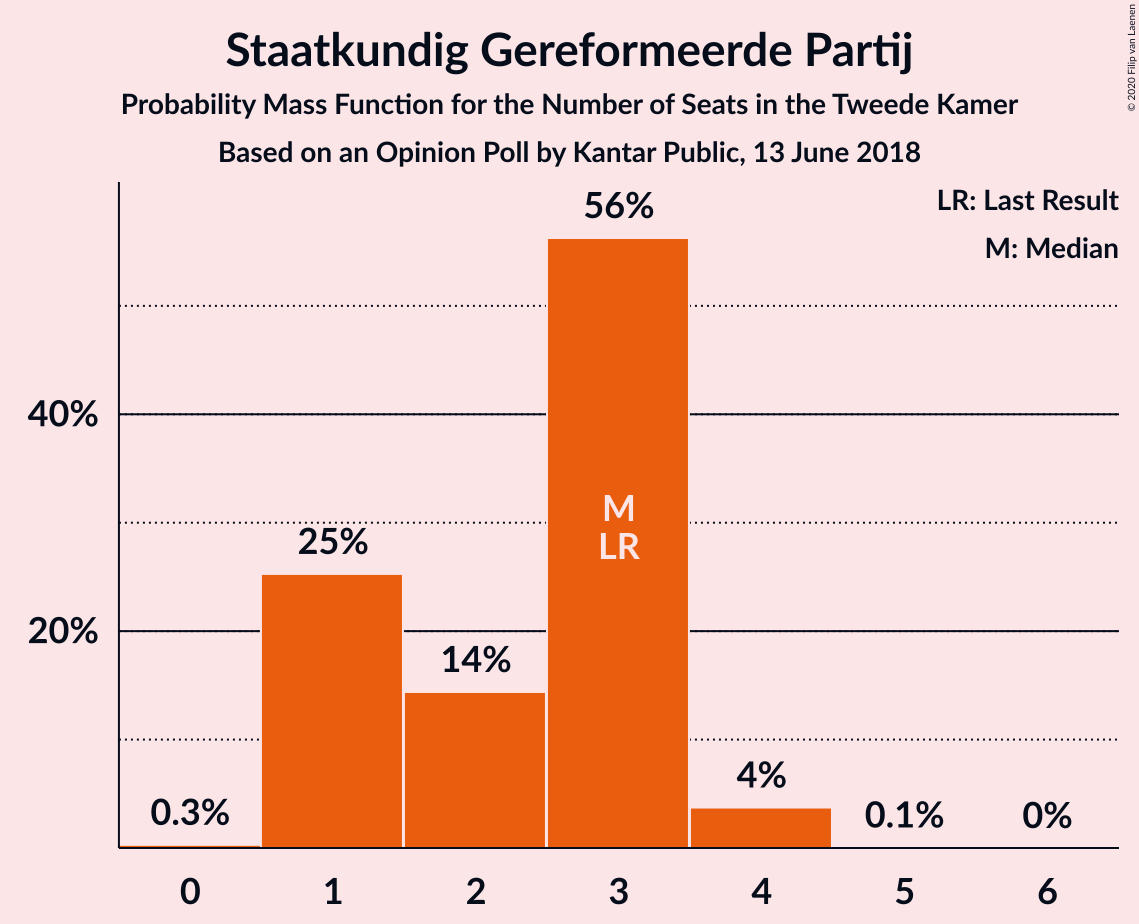 Staatkundig Gereformeerde Partij
Probability Mass Function for the Number of Seats in the Tweede Kamer
Based on an Opinion Poll by Kantar Public, 13 June 2018
© 2020 Filip van Laenen
LR: Last Result
M: Median
56%
40%
M
LR
25%
20%
14%
4%
0.3%
0.1%
0%
0 1 2 3 4 5 6